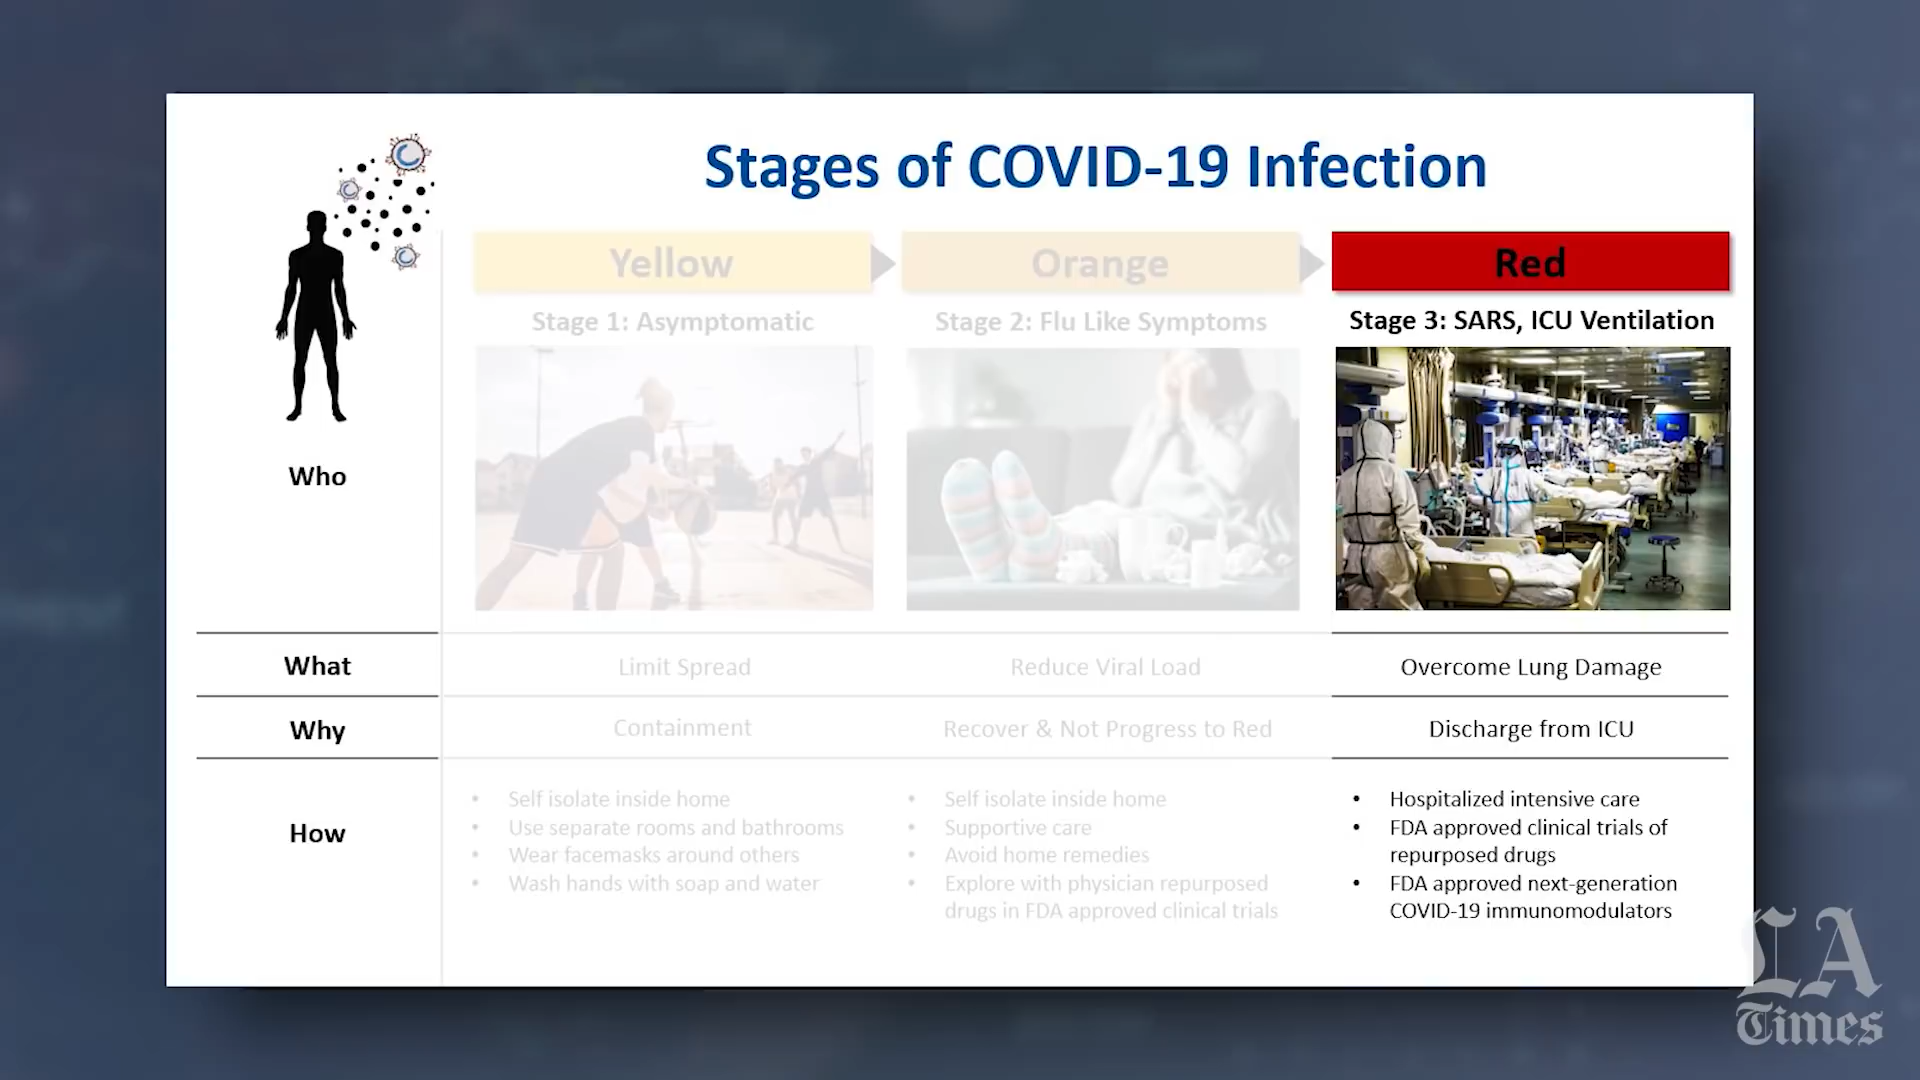 Stages of COVID-19 Infection
Yellow
Orange
Red
Stage 1: Asymptomatic
Stage 2: Flu Like Symptoms
Stage 3: SARS, ICU Ventilation
Who
What
Limit Spread
Reduce Viral Load
Overcome Lung Damage
Why
Containment
Recover & Not Progress to Red
Discharge from ICU
How
• Self isolate inside home
• Use separate rooms and bathrooms
• Wear facemasks around others
• Wash hands with soap and water
• Self isolate inside home
• Supportive care
• Avoid home remedies
• Explore with physician repurposed
drugs in FDA approved clinical trials
• Hospitalized intensive care
• FDA approved clinical trials of
repurposed drugs
• FDA approved next-generation
COVID-19 immunomodulators
LA
Times